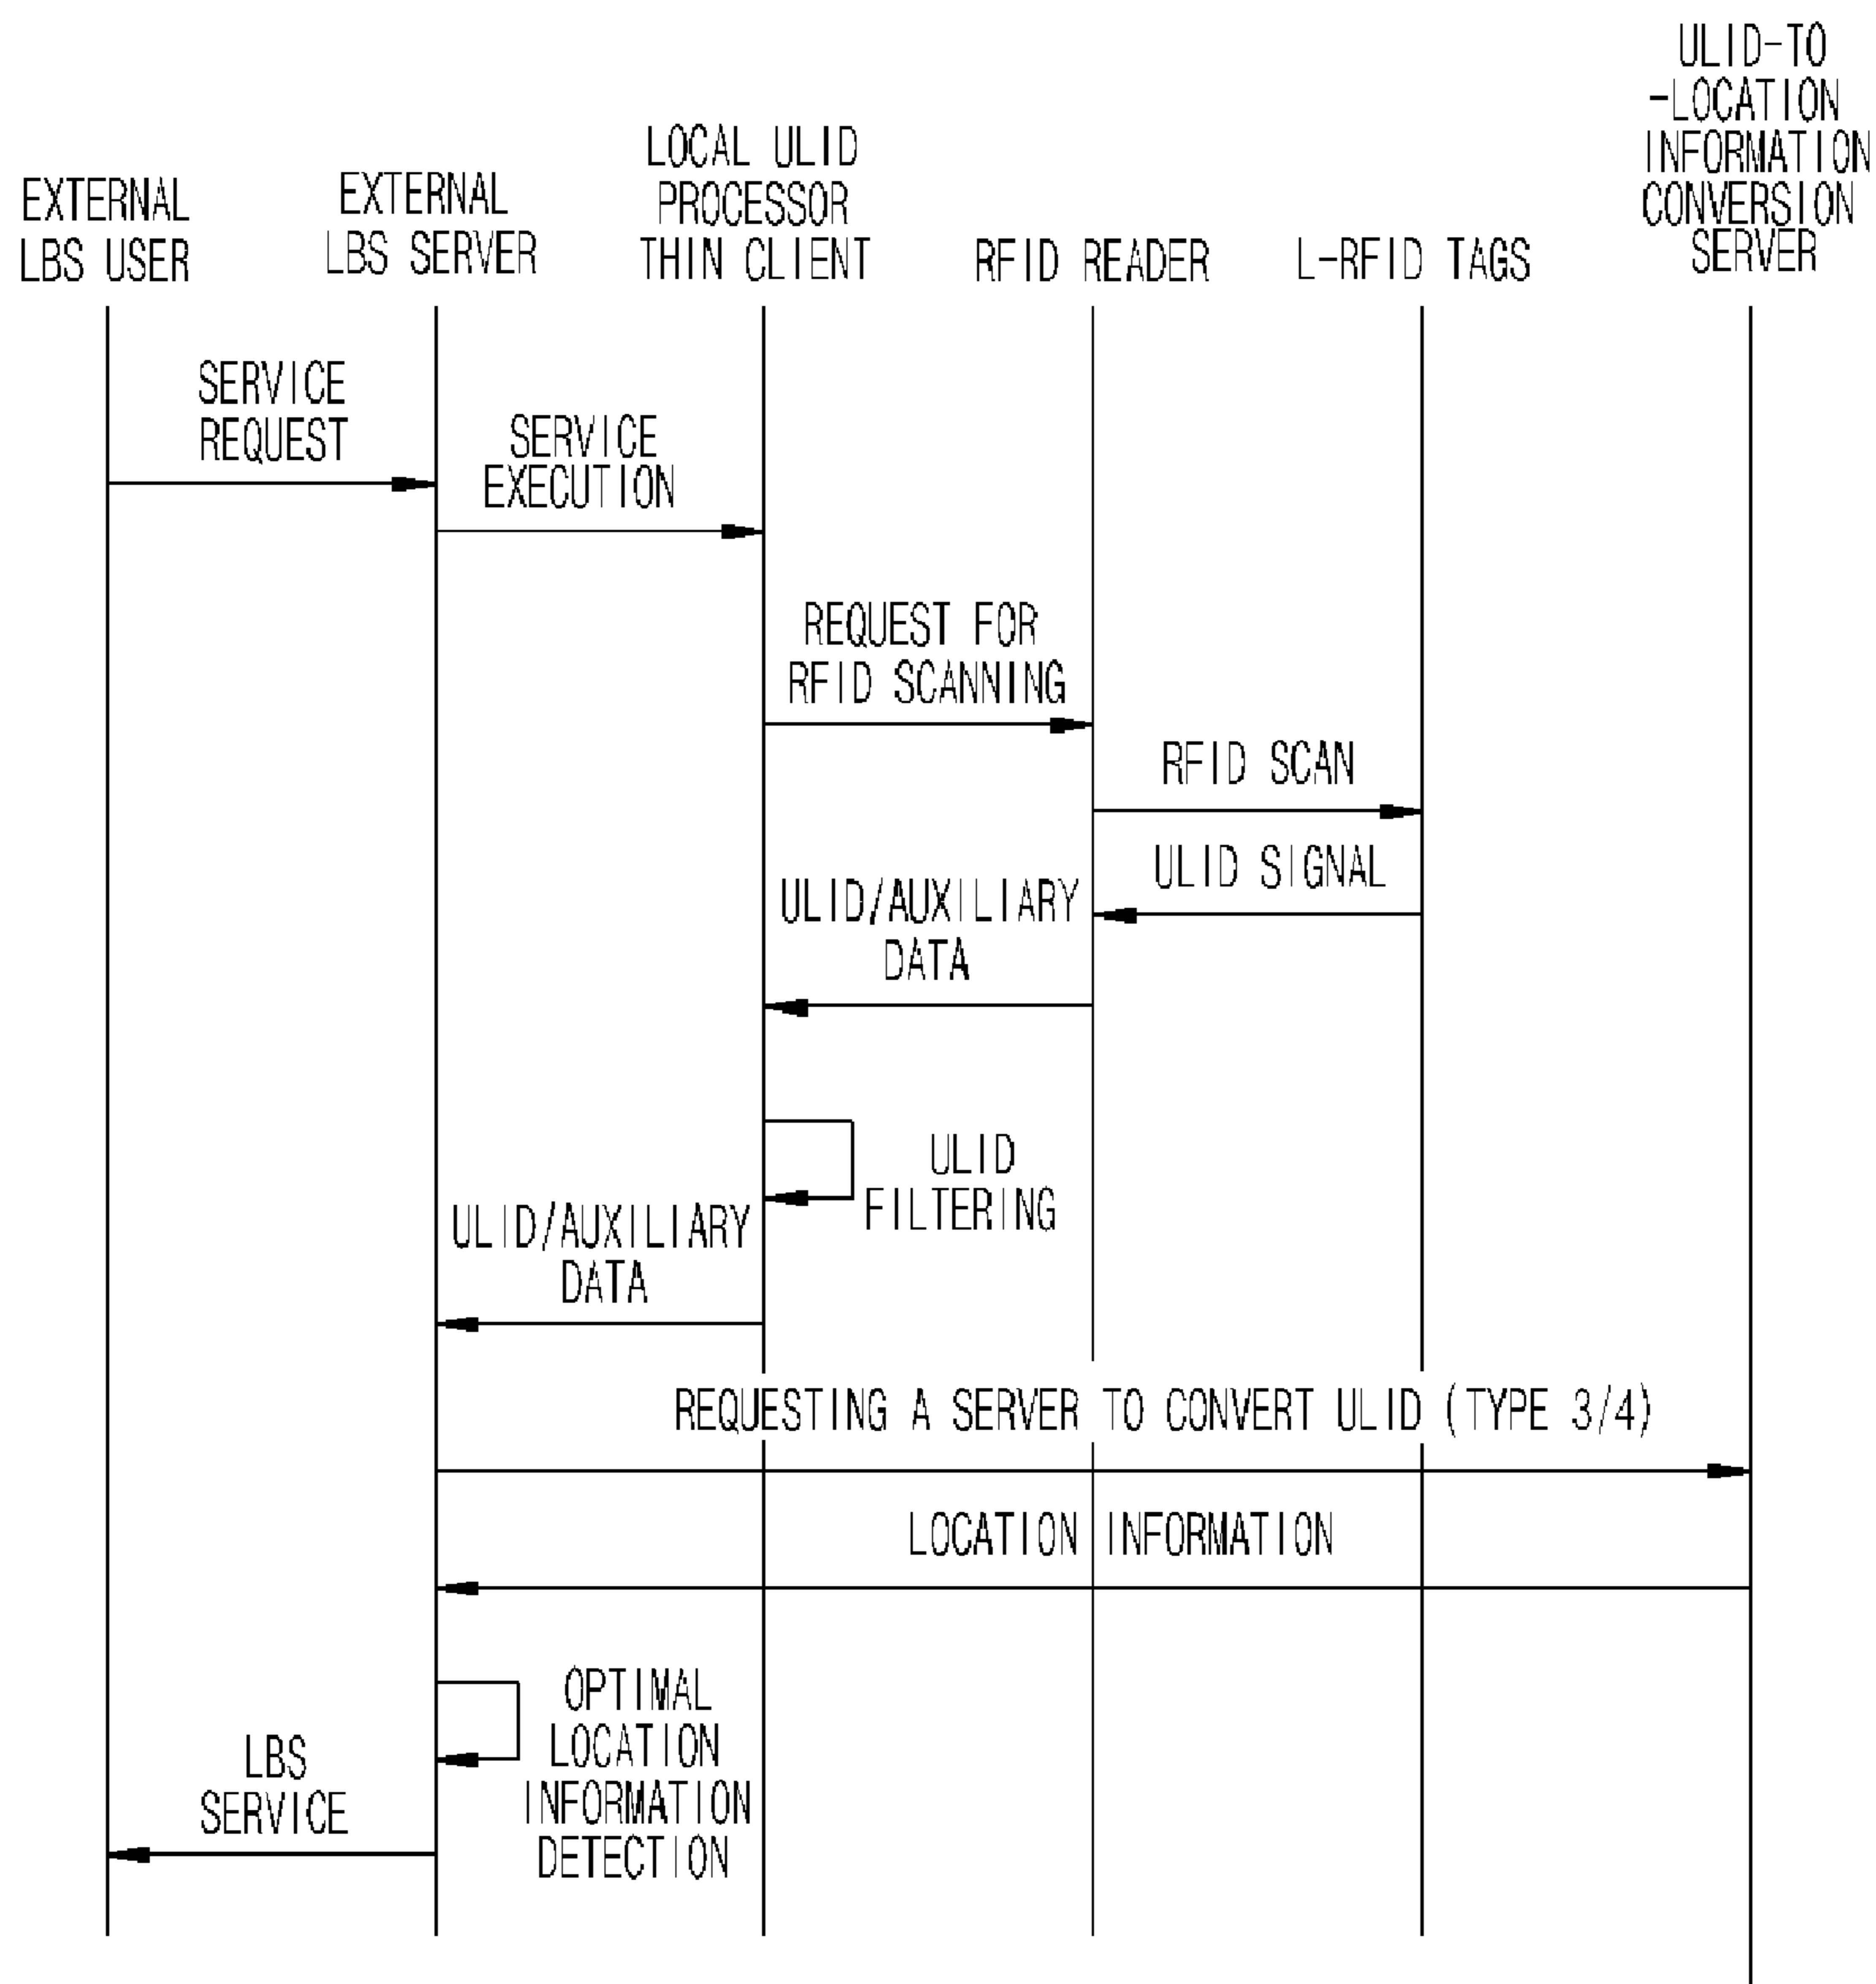 EXTERNAL
LBS USER
EXTERNAL
LBS SERVER
LOCAL ULID
PROCESSOR
THIN CLIENT
RFID READER
L-RFID TAGS
ULID-TO
-LOCATION
INFORMATION
CONVERSION
SERVER
SERVICE
REQUEST
SERVICE
EXECUTION
REQUEST FOR
RFID SCANNING
RFID SCAN
ULID SIGNAL
ULID/AUXILIARY
DATA
ULID
FILTERING
ULID/AUXILIARY
DATA
REQUESTING A SERVER TO CONVERT ULID (TYPE 3/4)
LOCATION INFORMATION
OPTIMAL
LOCATION
INFORMATION
DETECTION
LBS
SERVICE